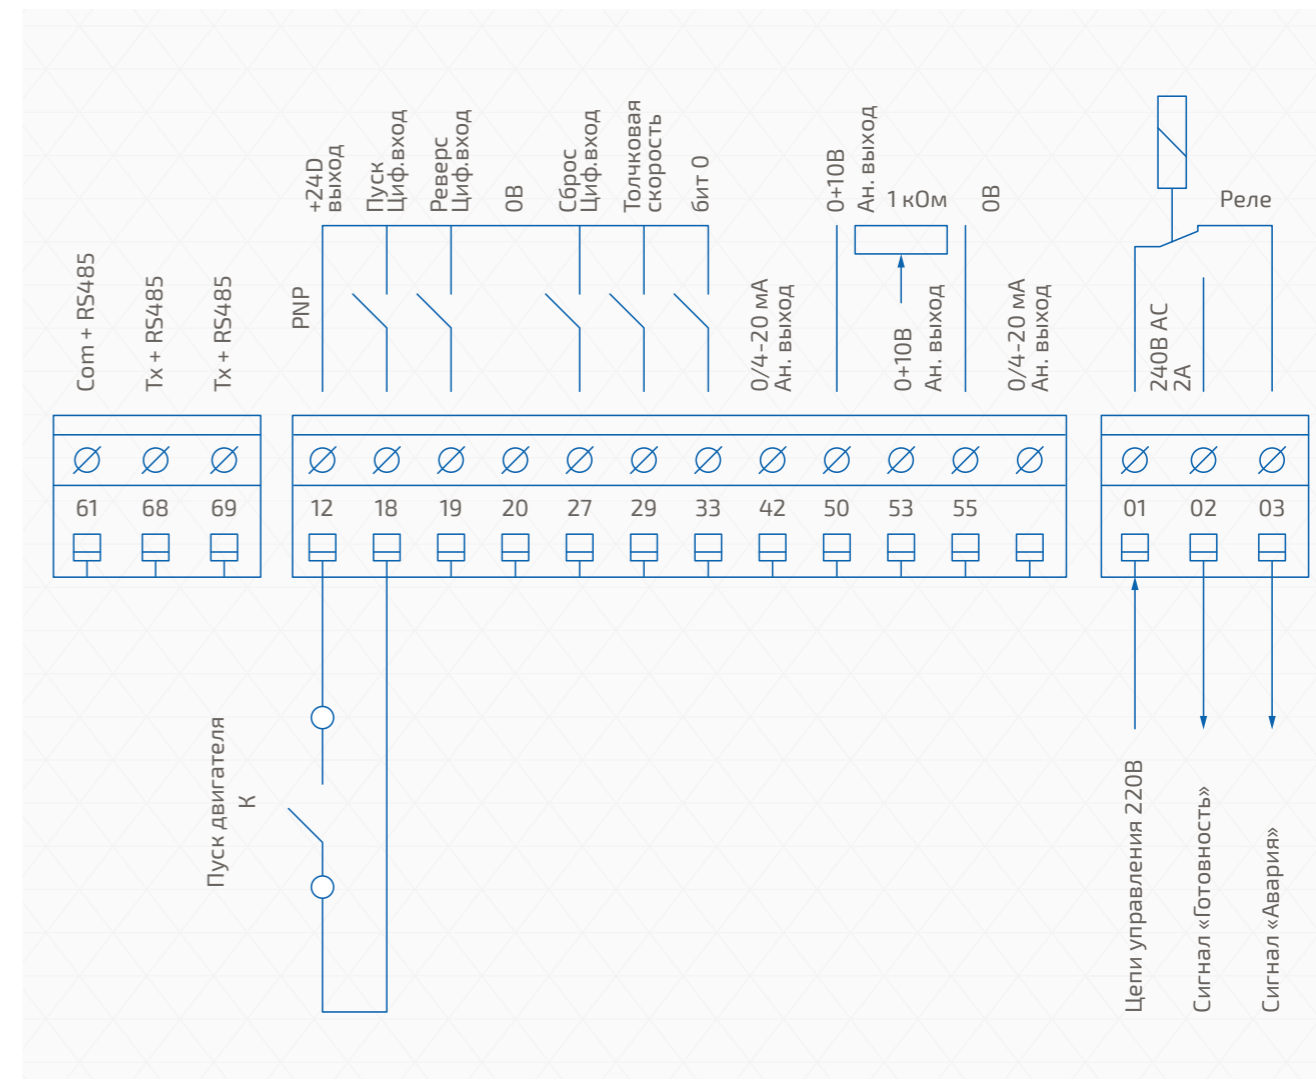 Com + RS485
Tx + RS485
Tx + RS485
PNP
+24D
выход
Пуск
Циф.вход
Реверс
Циф.вход
0В
Сброс
Циф.вход
Толчковая
скорость
бит 0
0/4-20 мА
Ан. выход
0+10В
Ан. выход
1 кОм
0+10В
Ан. выход
0В
0/4-20 мА
Ан. выход
240В AC
2А
Реле
61 68 69
12 18 19 20 27 29 33 42 50 53 55
01 02 03
Пуск двигателя
К
Цепи управления 220В
Сигнал «Готовность»
Сигнал «Авария»